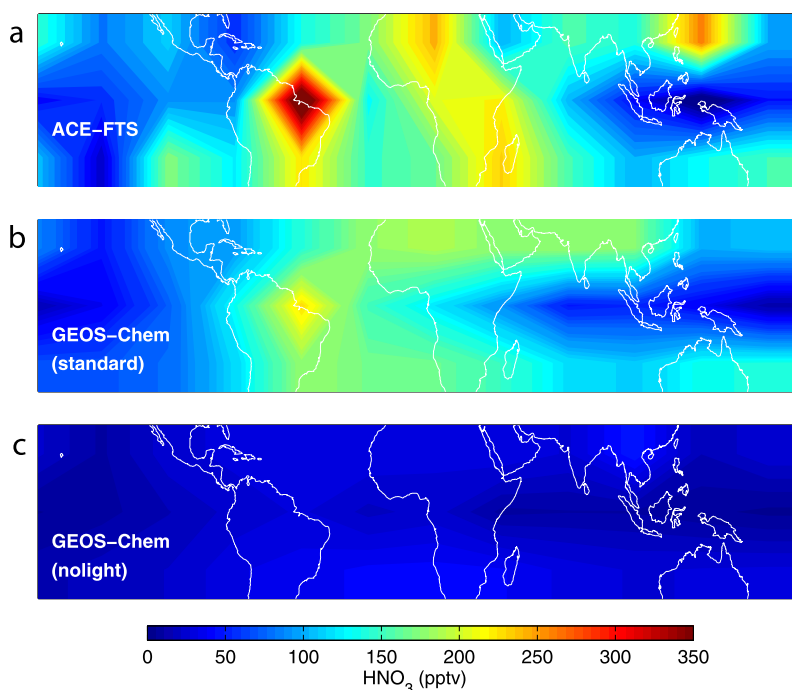 a
ACE−FTS
b
GEOS−Chem
(standard)
c
GEOS−Chem
(nolight)
0 50 100 150 200 250 300 350
HNO3 (pptv)